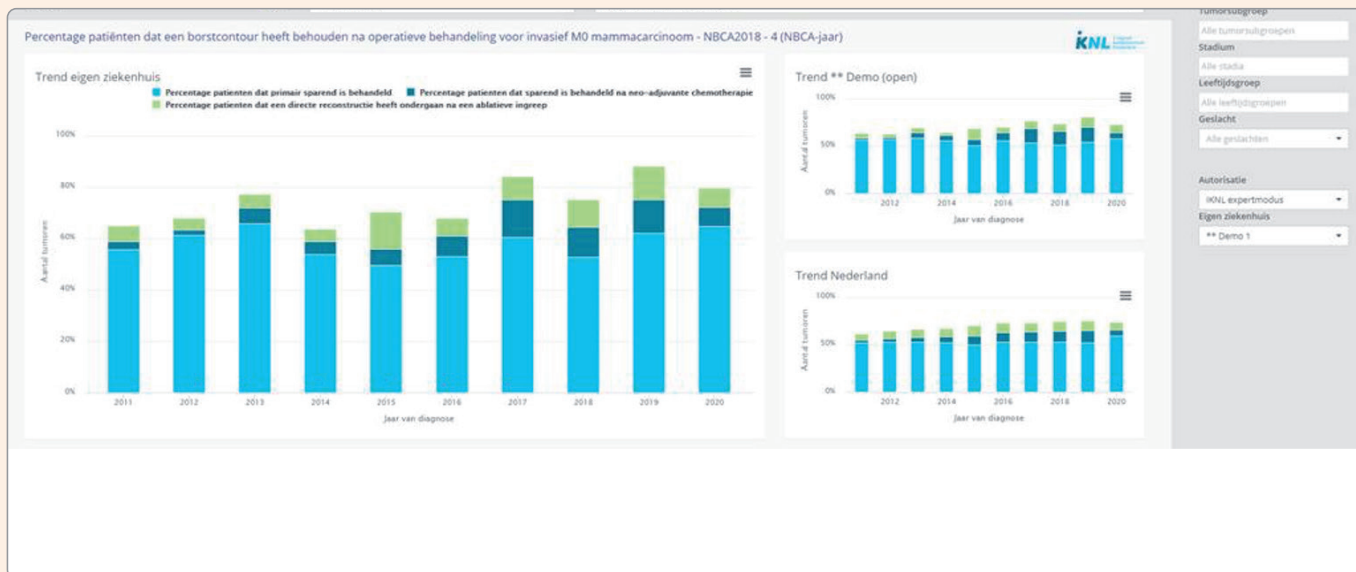 Percentage patiënten dat een borstcontour heeft behouden na operatieve behandeling voor invasief M0 mammacarcinoom - NBCA2018 - 4 (NBCA-jaar)
IKNL
Trend eigen ziekenhuis
Percentage patienten dat primair sparend is behandeld
Percentage patienten dat sparend is behandeld na neo-adjuvante chemotherapie
Percentage patienten dat een directe reconstructie heeft ondergaan na een ablatieve ingreep
Aantal tumoren
100%
80%
60%
40%
20%
0%
2011 2012 2013 2014 2015 2016 2017 2018 2019 2020
Jaar van diagnose
Trend ** Demo (open)
Aantal tumoren
100%
50%
0%
2012 2014 2016 2018 2020
Jaar van diagnose
Trend Nederland
Aantal tumoren
100%
50%
0%
2012 2014 2016 2018 2020
Jaar van diagnose
Tumorsubgroep
Alle tumorsubgroepen
Stadium
Alle stadia
Leeftijdsgroep
Alle leeftijdsgroepen
Geslacht
Alle geslachten
Autorisatie
IKNL expertmodus
Eigen ziekenhuis
** Demo 1